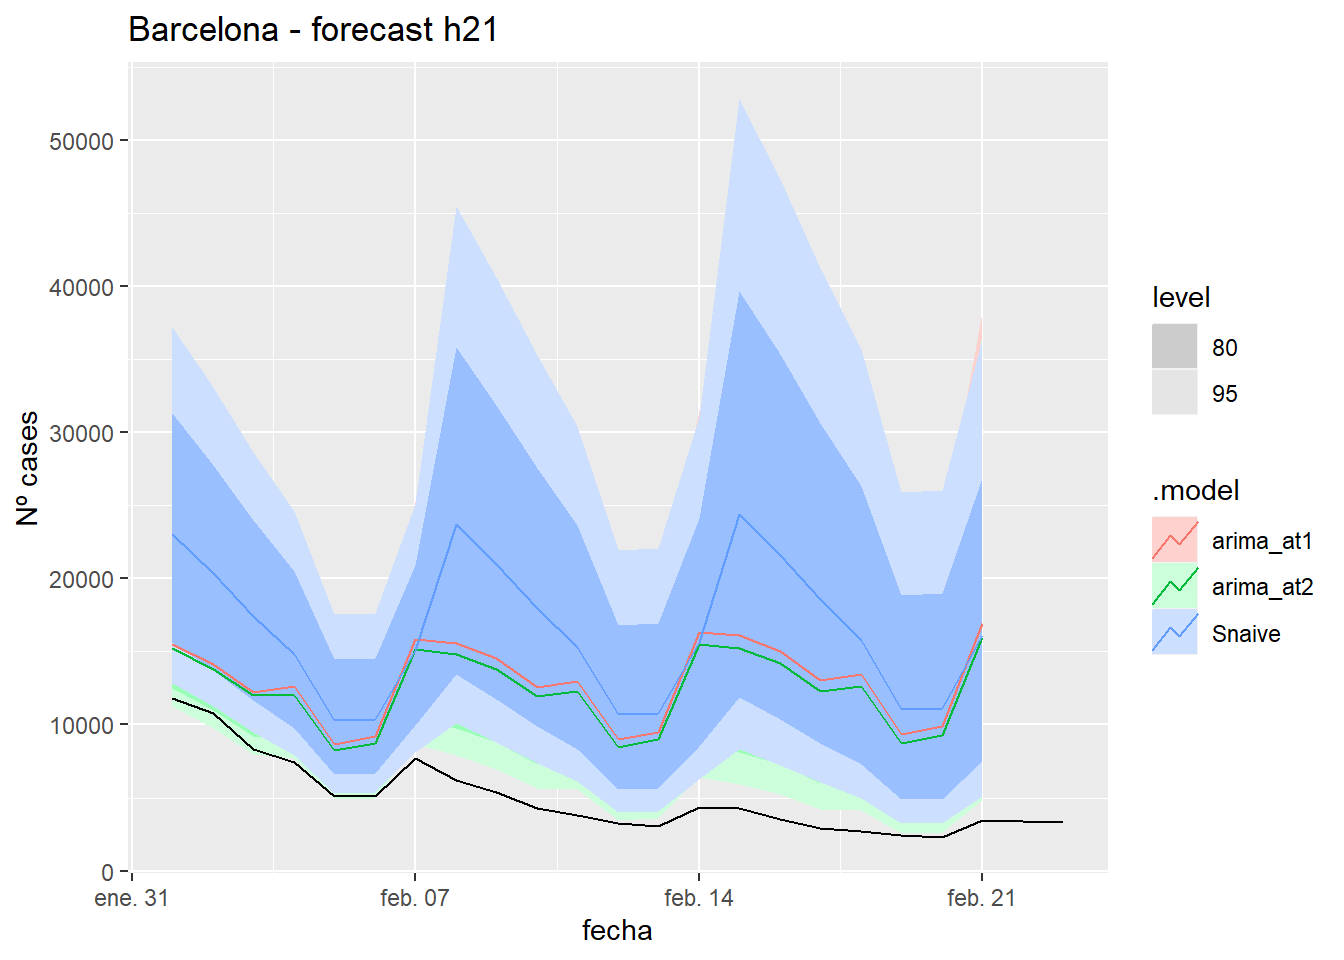 Barcelona - forecast h21
Nº cases
50000
40000
30000
20000
10000
0
ene. 31
feb. 07
feb. 14
feb. 21
fecha
level
80
95
.model
arima_at1
arima_at2
Snaive